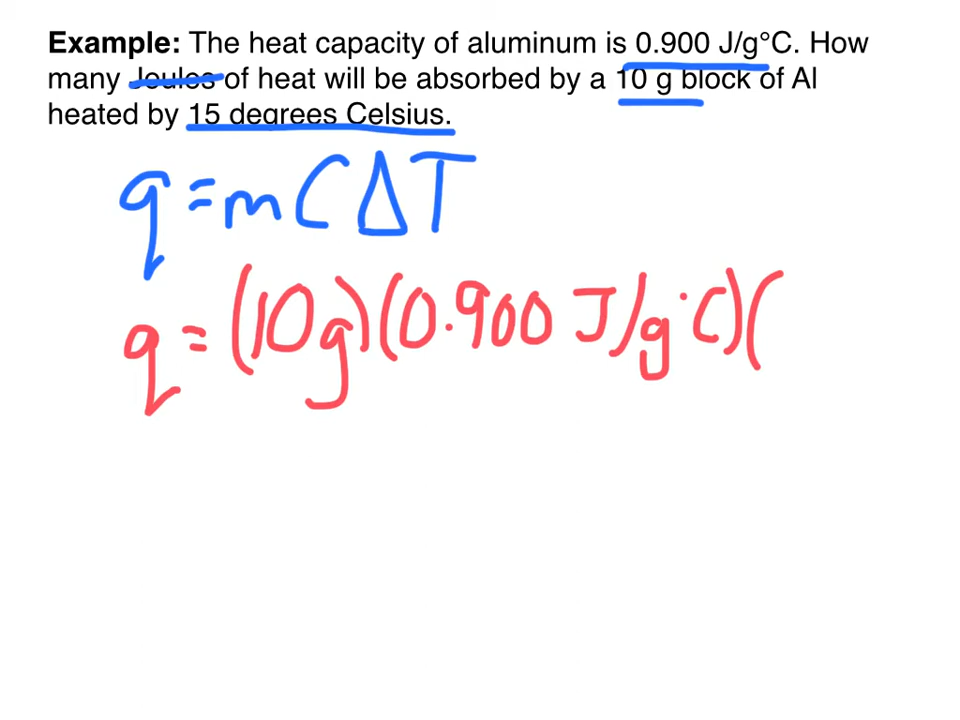 Example: The heat capacity of aluminum is 0.900 J/g°C. How
many Joules of heat will be absorbed by a 10 g block of Al
heated by 15 degrees Celsius.
q = m C Δ T
q = (10g)(0.900 J/g°C)(